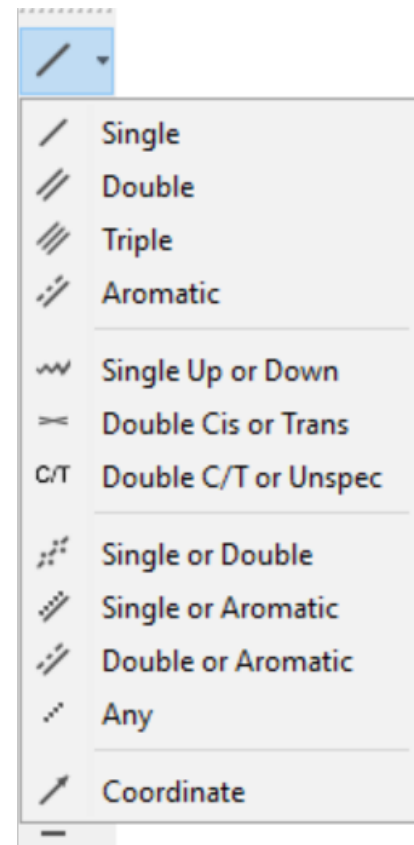 Single
Double
Triple
Aromatic
Single Up or Down
Double Cis or Trans
C/T Double C/T or Unspec
Single or Double
Single or Aromatic
Double or Aromatic
Any
Coordinate